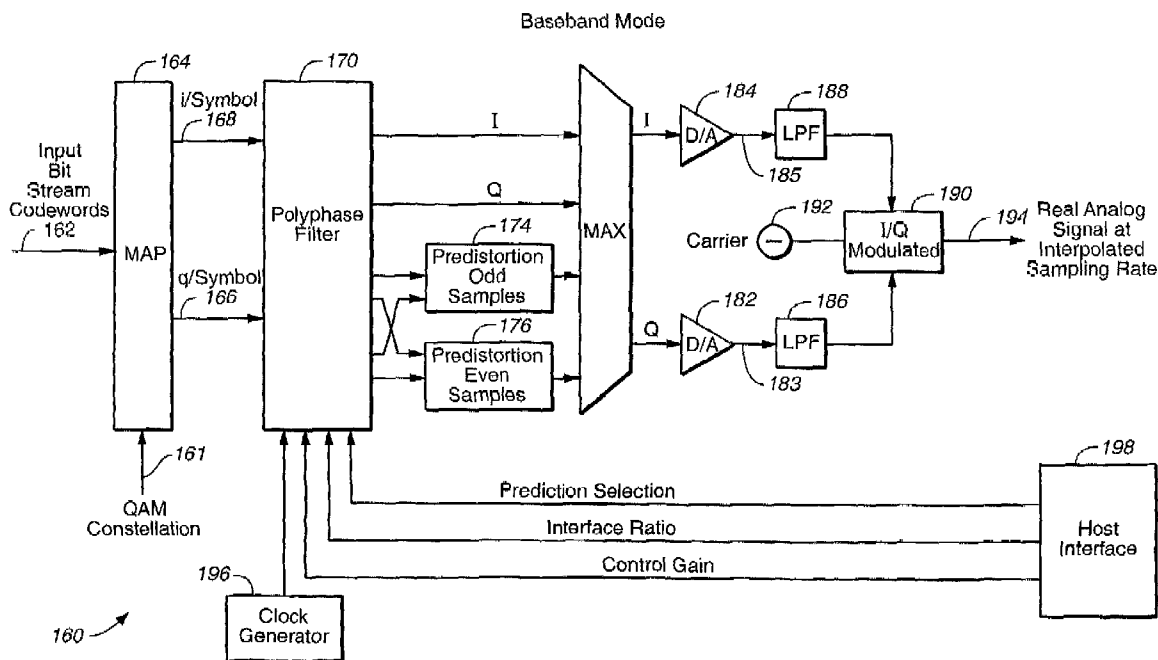 Baseband Mode
164
170
184
188
i/Symbol
168
I
I
D/A
LPF
185
Input
Bit
Stream
Codewords
162
MAP
Polyphase
Filter
Q
MAX
192
190
194
Carrier
I/Q
Modulated
Real Analog
Signal at
Interpolated
Sampling Rate
174
Predistortion
Odd
Samples
q/Symbol
166
176
Predistortion
Even
Samples
Q
182
186
D/A
LPF
183
161
QAM
Constellation
198
Prediction Selection
Interface Ratio
Control Gain
Host
Interface
196
Clock
Generator
160